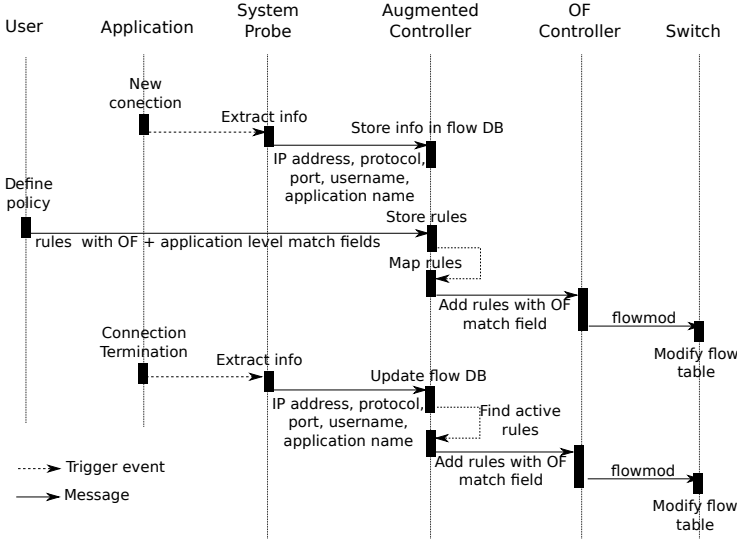 User
Application
System
Probe
Augmented
Controller
OF
Controller
Switch
New
conection
Extract info
Store info in flow DB
IP address, protocol,
port, username,
application name
Define
policy
Store rules
rules with OF + application level match fields
Map rules
Add rules with OF
match field
flowmod
Modify flow
table
Connection
Termination
Extract info
Update flow DB
IP address, protocol,
port, username,
application name
Find active
rules
Add rules with OF
match field
flowmod
Modify flow
table
Trigger event
Message